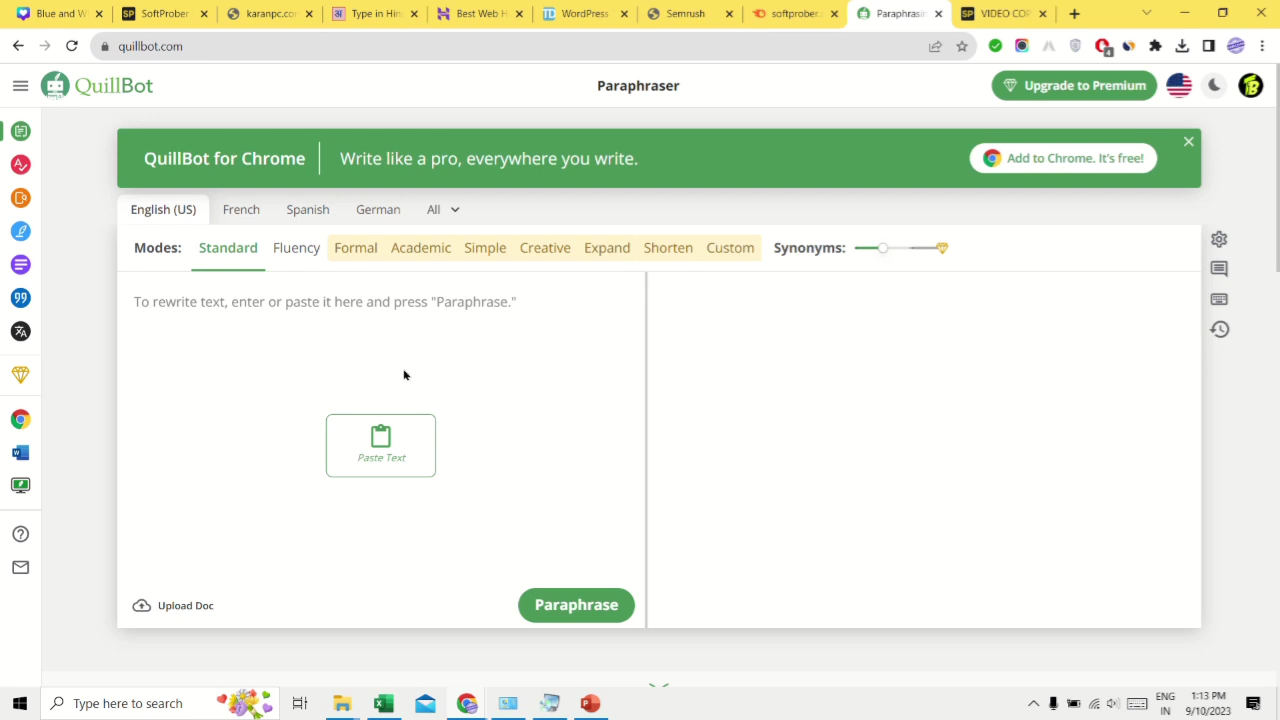 Blue and W
SoftProber
karanpc.co
Type in Hin
Best Web H
WordPress
Semrush
softprober.
Paraphrasin
VIDEO COP
quillbot.com
4
QuillBot
Paraphraser
Upgrade to Premium
QuillBot for Chrome
Write like a pro, everywhere you write.
Add to Chrome. It's free!
English (US)
French
Spanish
German
All
Modes:
Standard
Fluency
Formal
Academic
Simple
Creative
Expand
Shorten
Custom
Synonyms:
To rewrite text, enter or paste it here and press "Paraphrase."
Paste Text
Upload Doc
Paraphrase
Type here to search
ENG
IN
1:13 PM
9/10/2023